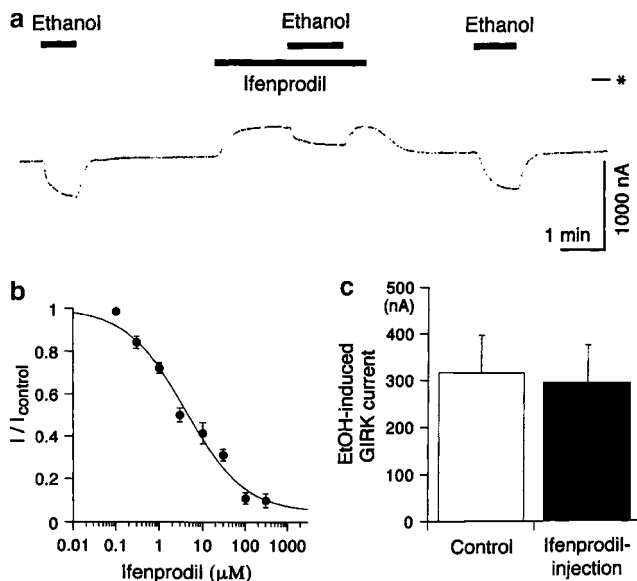 a
Ethanol
Ethanol
Ethanol
Ifenprodil
*
1000 nA
1 min
b
1
0.8
0.6
0.4
0.2
0
I / Icontrol
0.01
0.1
1
10
100
1000
Ifenprodil (μM)
c
500
(nA)
400
300
200
100
0
EtOH-induced
GIRK current
Control
Ifenprodil-
injection